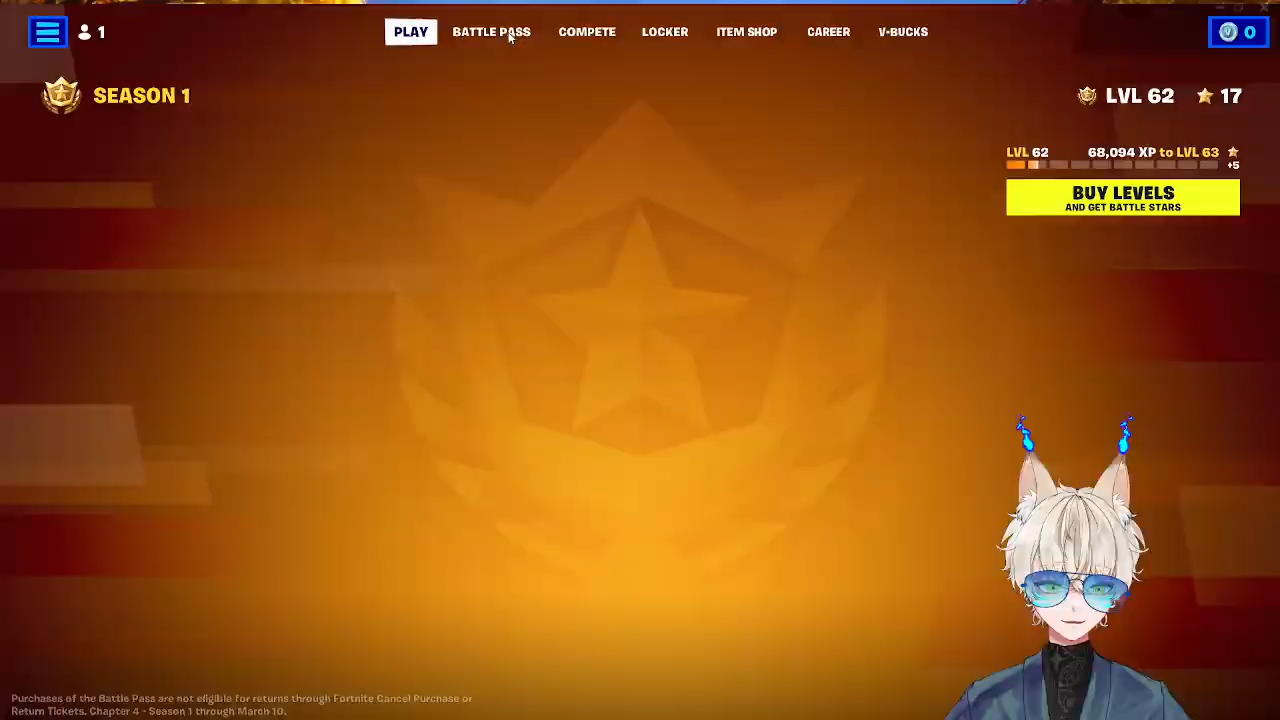 1
PLAY
BATTLE PASS
COMPETE
LOCKER
ITEM SHOP
CAREER
V-BUCKS
0
SEASON 1
LVL 62
17
LVL 62
68,094 XP to LVL 63
+5
BUY LEVELS
AND GET BATTLE STARS
Purchases of the Battle Pass are not eligible for returns through Fortnite Cancel Purchase or
Return Tickets. Chapter 4 - Season 1 through March 10.